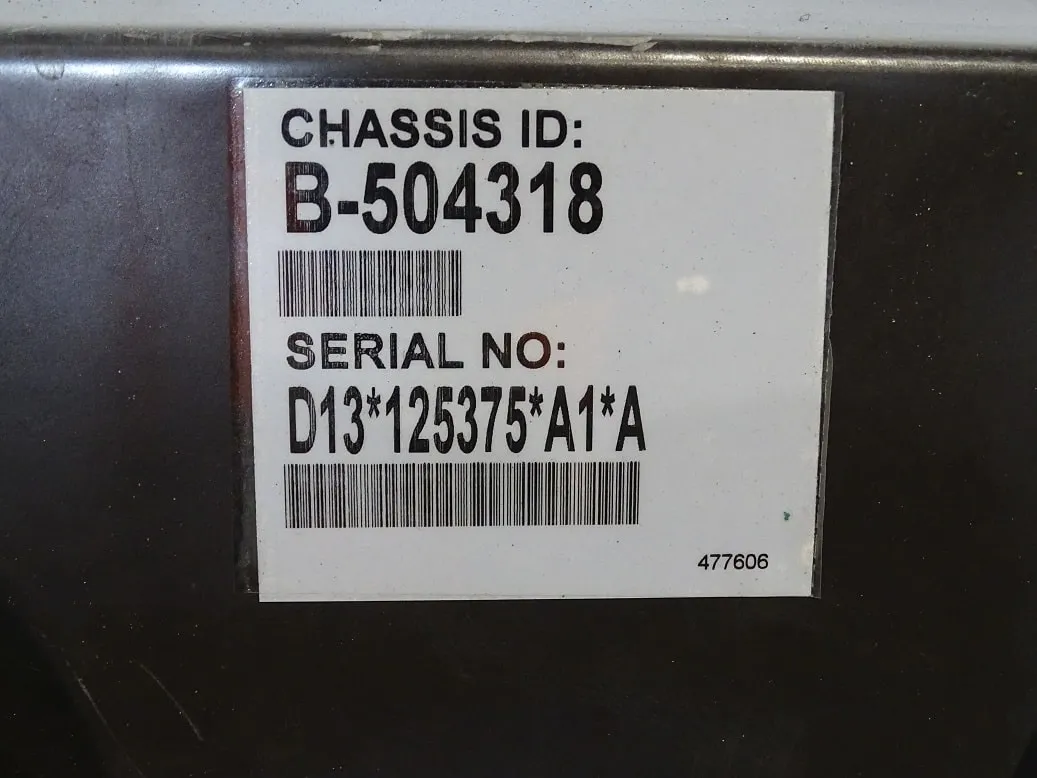 CHASSIS ID:
B-504318
SERIAL NO:
D13*125375*A1*A
477606